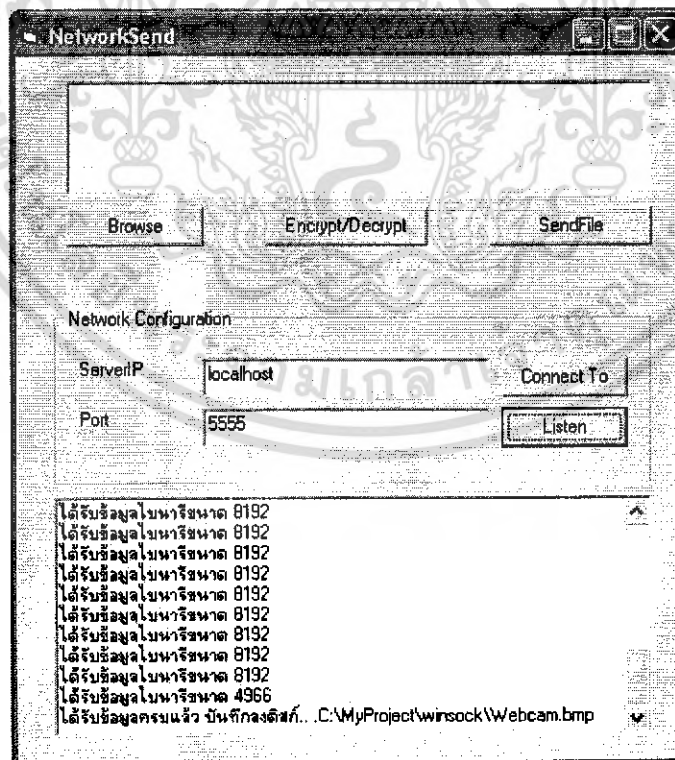 NetworkSend
Browse Encrypt/Decrypt SendFile
Network Configuration
ServerIP localhost Connect To
Port 5555 Listen
ได้รับข้อมูลไบนารีขนาด 8192
ได้รับข้อมูลไบนารีขนาด 8192
ได้รับข้อมูลไบนารีขนาด 8192
ได้รับข้อมูลไบนารีขนาด 8192
ได้รับข้อมูลไบนารีขนาด 8192
ได้รับข้อมูลไบนารีขนาด 8192
ได้รับข้อมูลไบนารีขนาด 8192
ได้รับข้อมูลไบนารีขนาด 8192
ได้รับข้อมูลไบนารีขนาด 8192
ได้รับข้อมูลไบนารีขนาด 4966
ได้รับข้อมูลครบแล้ว บันทึกลงดิสก์... .C:\MyProject\winsock\Webcam.bmp